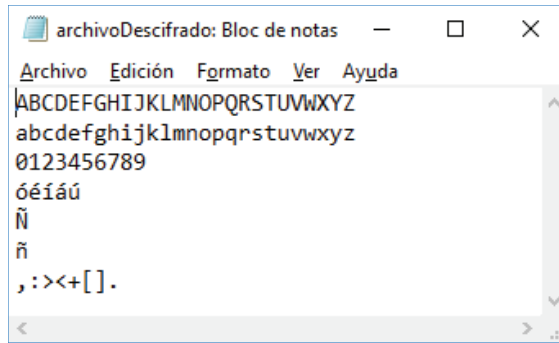 archivoDescifrado: Bloc de notas
Archivo Edición Formato Ver Ayuda
ABCDEFGHIJKLMNOPQRSTUVWXYZ
abcdefghijklmnopqrstuvwxyz
0123456789
óéíáú
Ñ
ñ
,:><+[].